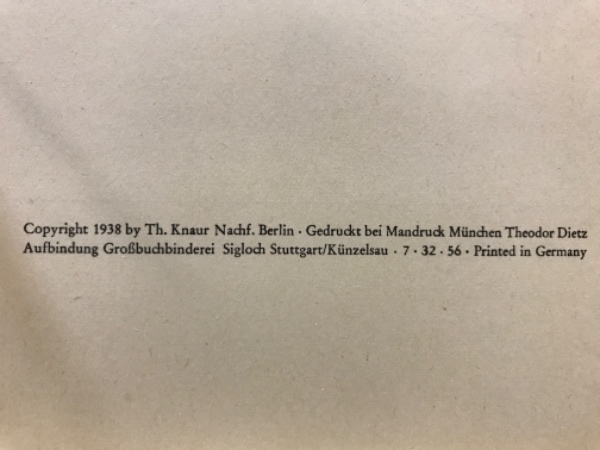 Copyright 1938 by Th. Knaur Nachf. Berlin · Gedruckt bei Mandruck München Theodor Dietz
Aufbindung Großbuchbinderei Sigloch Stuttgart/Künzelsau · 7 · 32 · 56 · Printed in Germany